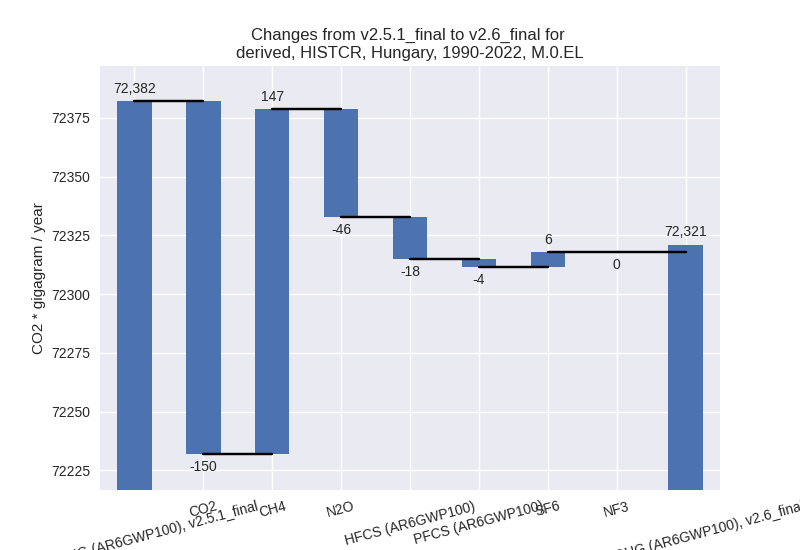 Changes from v2.5.1_final to v2.6_final for
derived, HISTCR, Hungary, 1990-2022, M.0.EL
CO2 * gigagram / year
72375
72350
72325
72300
72275
72250
72225
72,382
-150
147
-46
-18
-4
6
0
72,321
(AR6GWP100), v2.5.1_final
CO2
CH4
N2O
HFCS (AR6GWP100)
PFCS (AR6GWP100)
SF6
NF3
(AR6GWP100), v2.6_final